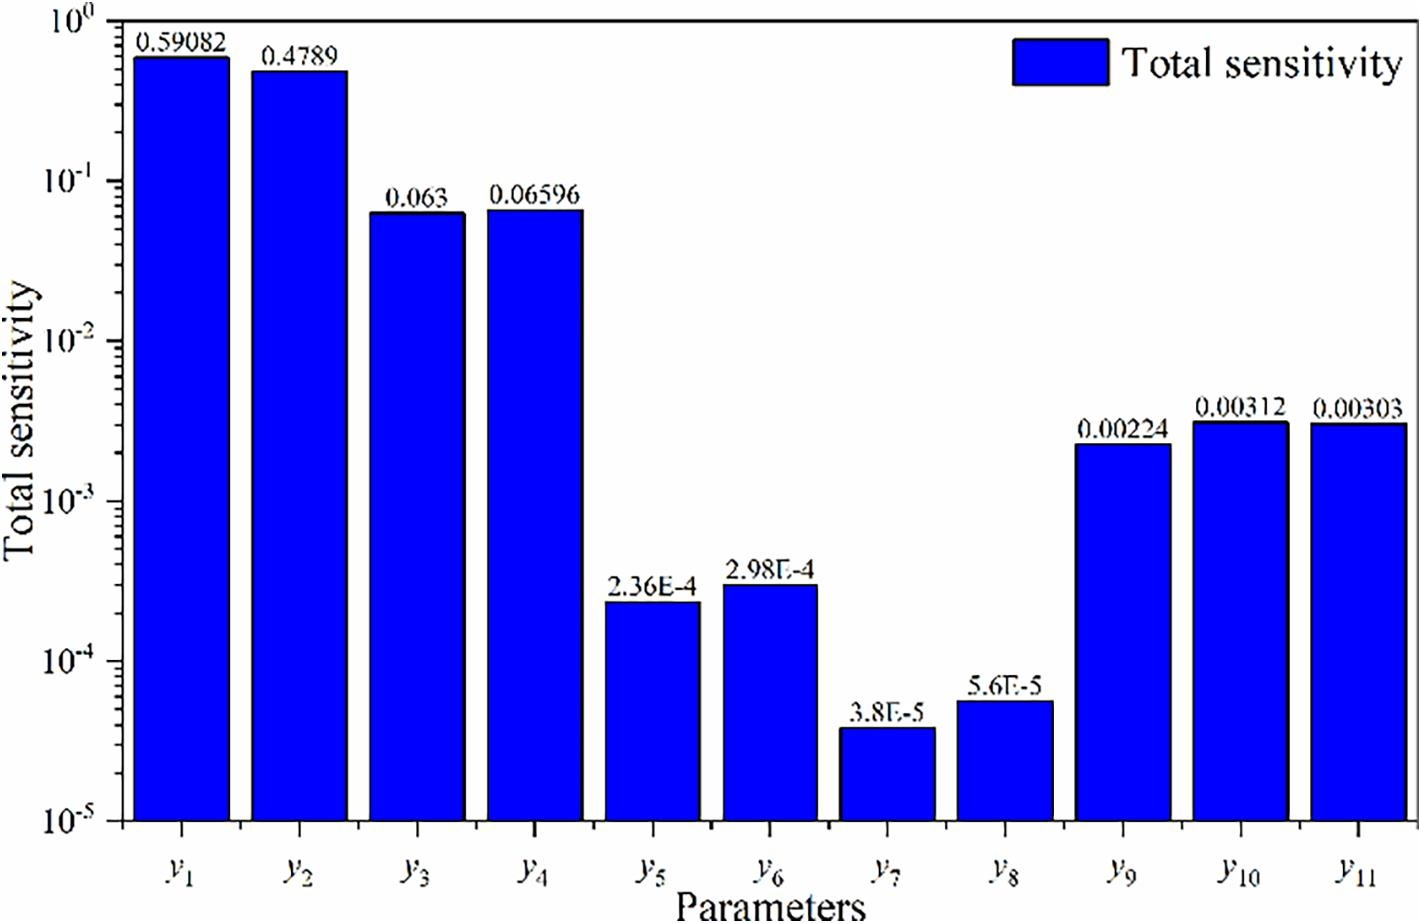 10⁰
10⁻¹
10⁻²
10⁻³
10⁻⁴
10⁻⁵
Total sensitivity
Total sensitivity
0.59082
0.4789
0.063
0.06596
2.36E-4
2.98E-4
3.8E-5
5.6E-5
0.00224
0.00312
0.00303
y₁ y₂ y₃ y₄ y₅ y₆ y₇ y₈ y₉ y₁₀ y₁₁
Parameters